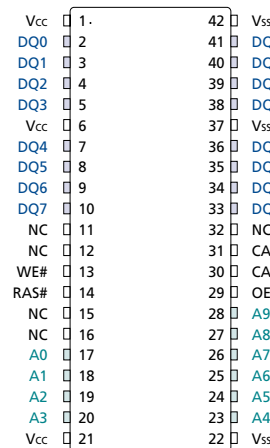 Vcc 1 42 Vss
DQ0 2 41
DQ1 3 40
DQ2 4 39
DQ3 5 38
Vcc 6 37 Vss
DQ4 7 36
DQ5 8 35
DQ6 9 34
DQ7 10 33
NC 11 32 NC
NC 12 31
WE# 13 30
RAS# 14 29
NC 15 28 A9
NC 16 27 A8
A0 17 26 A7
A1 18 25 A6
A2 19 24 A5
A3 20 23 A4
Vcc 21 22 Vss